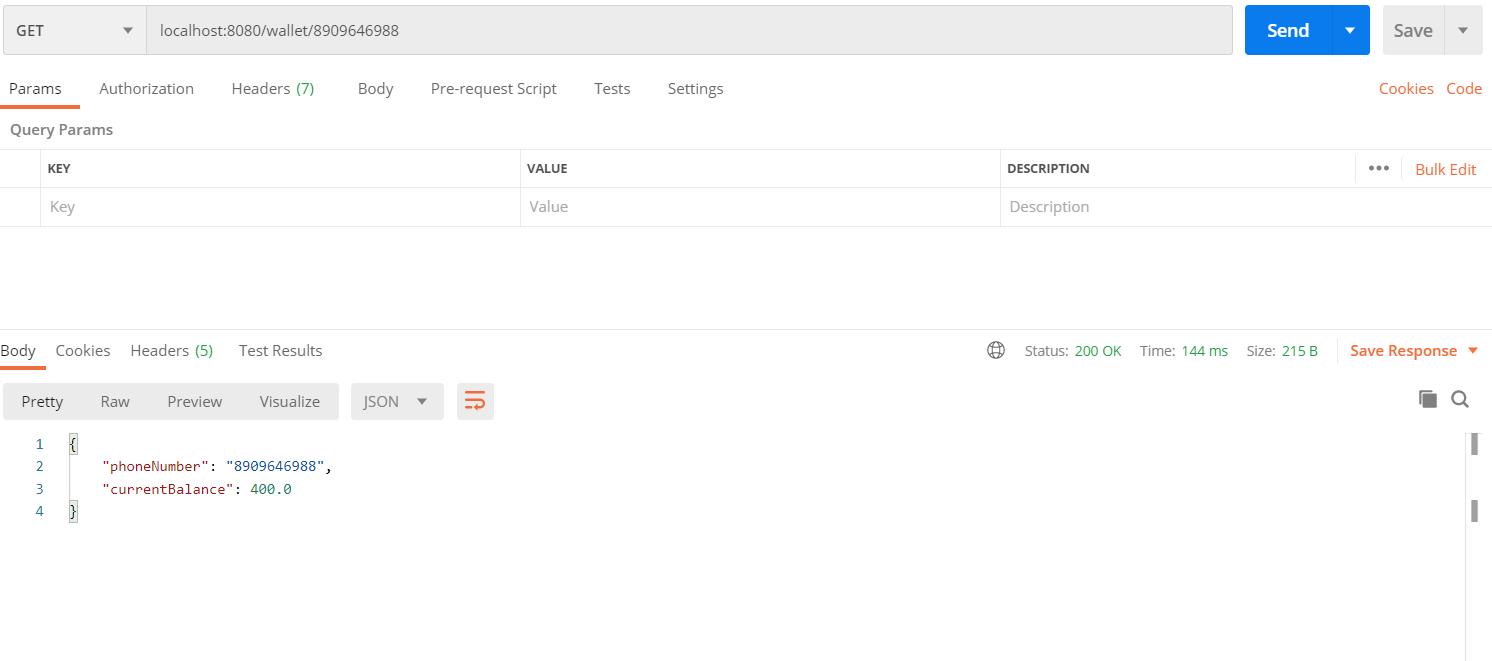 GET localhost:8080/wallet/8909646988 Send Save
Params Authorization Headers (7) Body Pre-request Script Tests Settings Cookies Code
Query Params
KEY VALUE DESCRIPTION ••• Bulk Edit
Key Value Description
Body Cookies Headers (5) Test Results Status: 200 OK Time: 144 ms Size: 215 B Save Response
Pretty Raw Preview Visualize JSON
1 {
2 "phoneNumber": "8909646988",
3 "currentBalance": 400.0
4 }